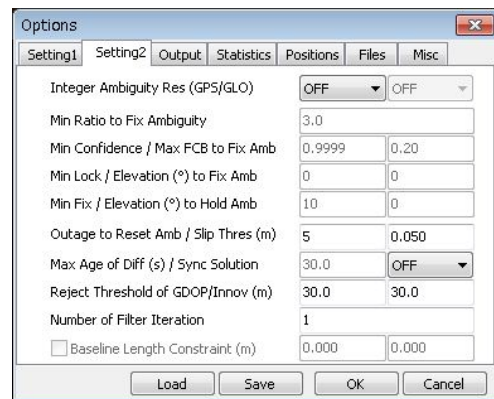 Options
Setting1 Setting2 Output Statistics Positions Files Misc
Integer Ambiguity Res (GPS/GLO) OFF OFF
Min Ratio to Fix Ambiguity 3.0
Min Confidence / Max FCB to Fix Amb 0.9999 0.20
Min Lock / Elevation (°) to Fix Amb 0 0
Min Fix / Elevation (°) to Hold Amb 10 0
Outage to Reset Amb / Slip Thres (m) 5 0.050
Max Age of Diff (s) / Sync Solution 30.0 OFF
Reject Threshold of GDOP/Innov (m) 30.0 30.0
Number of Filter Iteration 1
Baseline Length Constraint (m) 0.000 0.000
Load Save OK Cancel